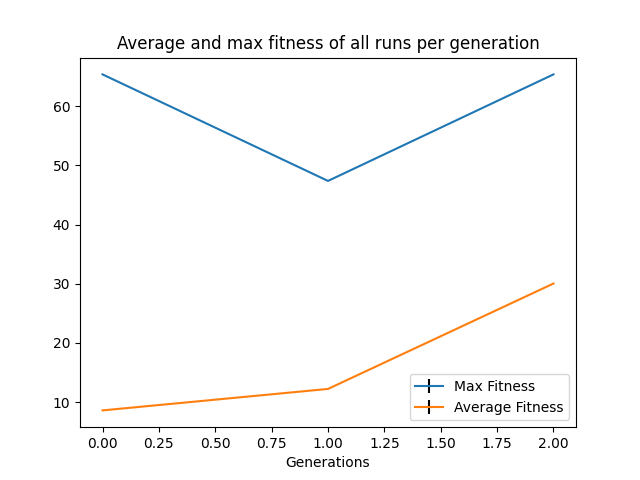 Average and max fitness of all runs per generation
60
50
40
30
20
10
Max Fitness
Average Fitness
0.00 0.25 0.50 0.75 1.00 1.25 1.50 1.75 2.00
Generations